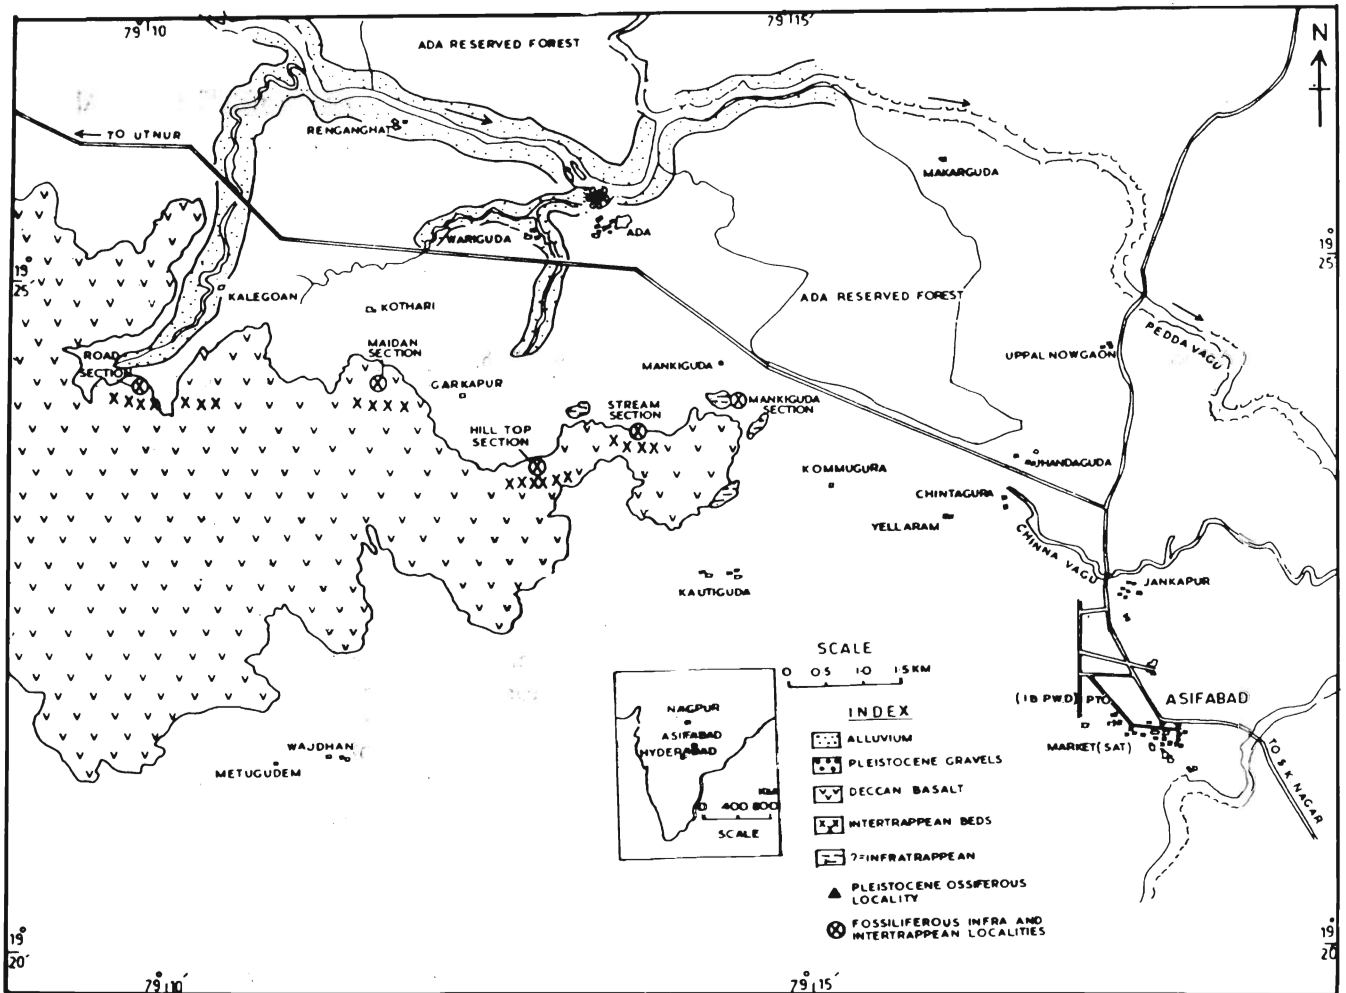 79°10
79°15'
ADA RESERVED FOREST
N
RENGANGHAT
← TO UTNUR
MAKARGUDA
WARIGUDA
ADA
19°
25'
19°
25'
KALEGOAN
KOTHARI
ADA RESERVED FOREST
PEDDA VAGU
MAIDAN
SECTION
ROAD
SECTION
UPPAL NOWGAON
MANKIGUDA
GARKAPUR
STREAM
SECTION
MANKIGUDA
SECTION
HILL TOP
SECTION
KOMMUGURA
JHANDAGUDA
CHINTAGURA
YELLARAM
CHINNA VAGU
JANKAPUR
KAUTIGUDA
SCALE
0 0.5 1.0 1.5 KM
(IB PWD) PTO
ASIFABAD
MARKET(SAT)
TO S K NAGAR
NAGPUR
ASIFABAD
HYDERABAD
KM
0 400 800
SCALE
INDEX
ALLUVIUM
PLEISTOCENE GRAVELS
DECCAN BASALT
INTERTRAPPEAN BEDS
?=INFRATRAPPEAN
PLEISTOCENE OSSIFEROUS
LOCALITY
FOSSILIFEROUS INFRA AND
INTERTRAPPEAN LOCALITIES
WAJDHAN
METUGUDEM
19°
20'
19°
20
79°10'
79°15'